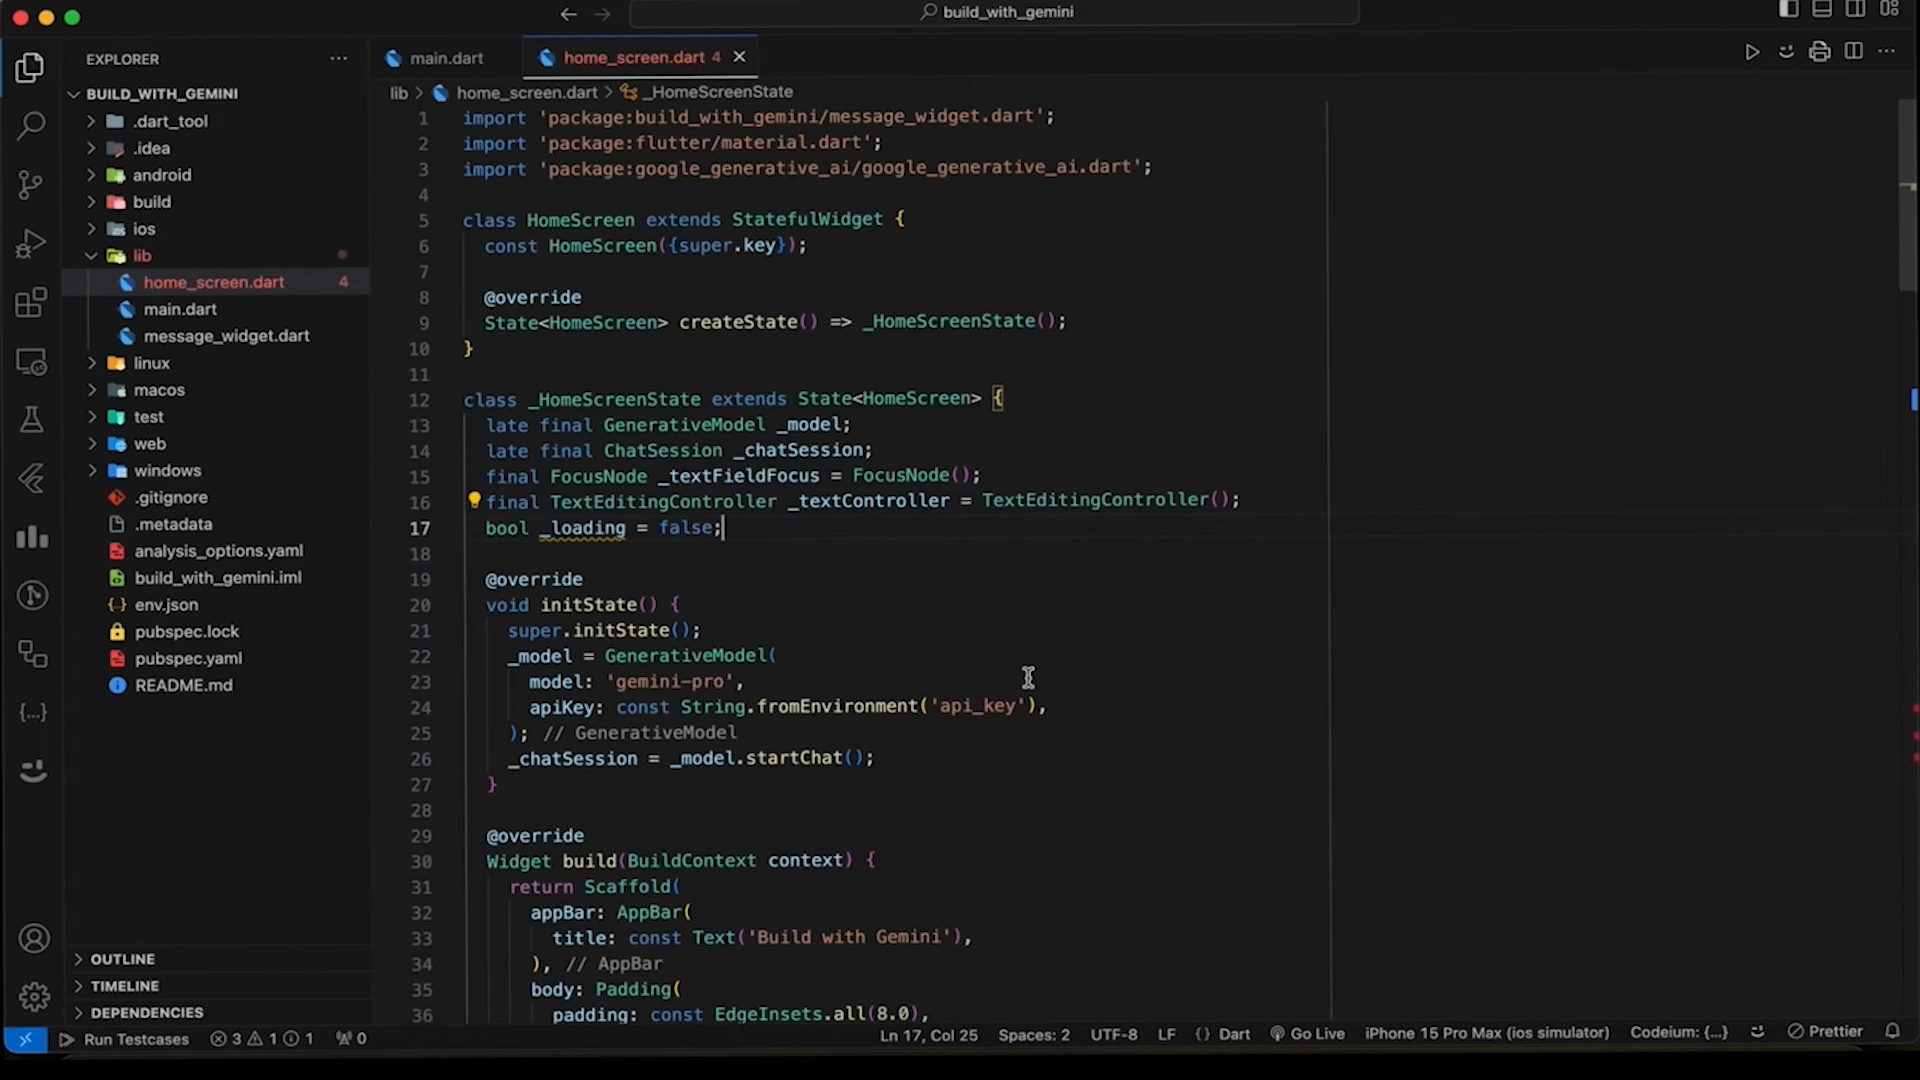 build_with_gemini
EXPLORER
BUILD_WITH_GEMINI
.dart_tool
.idea
android
build
ios
lib
home_screen.dart 4
main.dart
message_widget.dart
linux
macos
test
web
windows
.gitignore
.metadata
analysis_options.yaml
build_with_gemini.iml
env.json
pubspec.lock
pubspec.yaml
README.md
OUTLINE
TIMELINE
DEPENDENCIES
main.dart
home_screen.dart 4
lib > home_screen.dart > _HomeScreenState
1 import 'package:build_with_gemini/message_widget.dart';
2 import 'package:flutter/material.dart';
3 import 'package:google_generative_ai/google_generative_ai.dart';
4
5 class HomeScreen extends StatefulWidget {
6 const HomeScreen({super.key});
7
8 @override
9 State<HomeScreen> createState() => _HomeScreenState();
10 }
11
12 class _HomeScreenState extends State<HomeScreen> {
13 late final GenerativeModel _model;
14 late final ChatSession _chatSession;
15 final FocusNode _textFieldFocus = FocusNode();
16 final TextEditingController _textController = TextEditingController();
17 bool _loading = false;
18
19 @override
20 void initState() {
21 super.initState();
22 _model = GenerativeModel(
23 model: 'gemini-pro',
24 apiKey: const String.fromEnvironment('api_key'),
25 ); // GenerativeModel
26 _chatSession = _model.startChat();
27 }
28
29 @override
30 Widget build(BuildContext context) {
31 return Scaffold(
32 appBar: AppBar(
33 title: const Text('Build with Gemini'),
34 ), // AppBar
35 body: Padding(
36 padding: const EdgeInsets.all(8.0),
Run Testcases 3 1 1 0 Ln 17, Col 25 Spaces: 2 UTF-8 LF {} Dart Go Live iPhone 15 Pro Max (ios simulator) Codeium: {...} Prettier